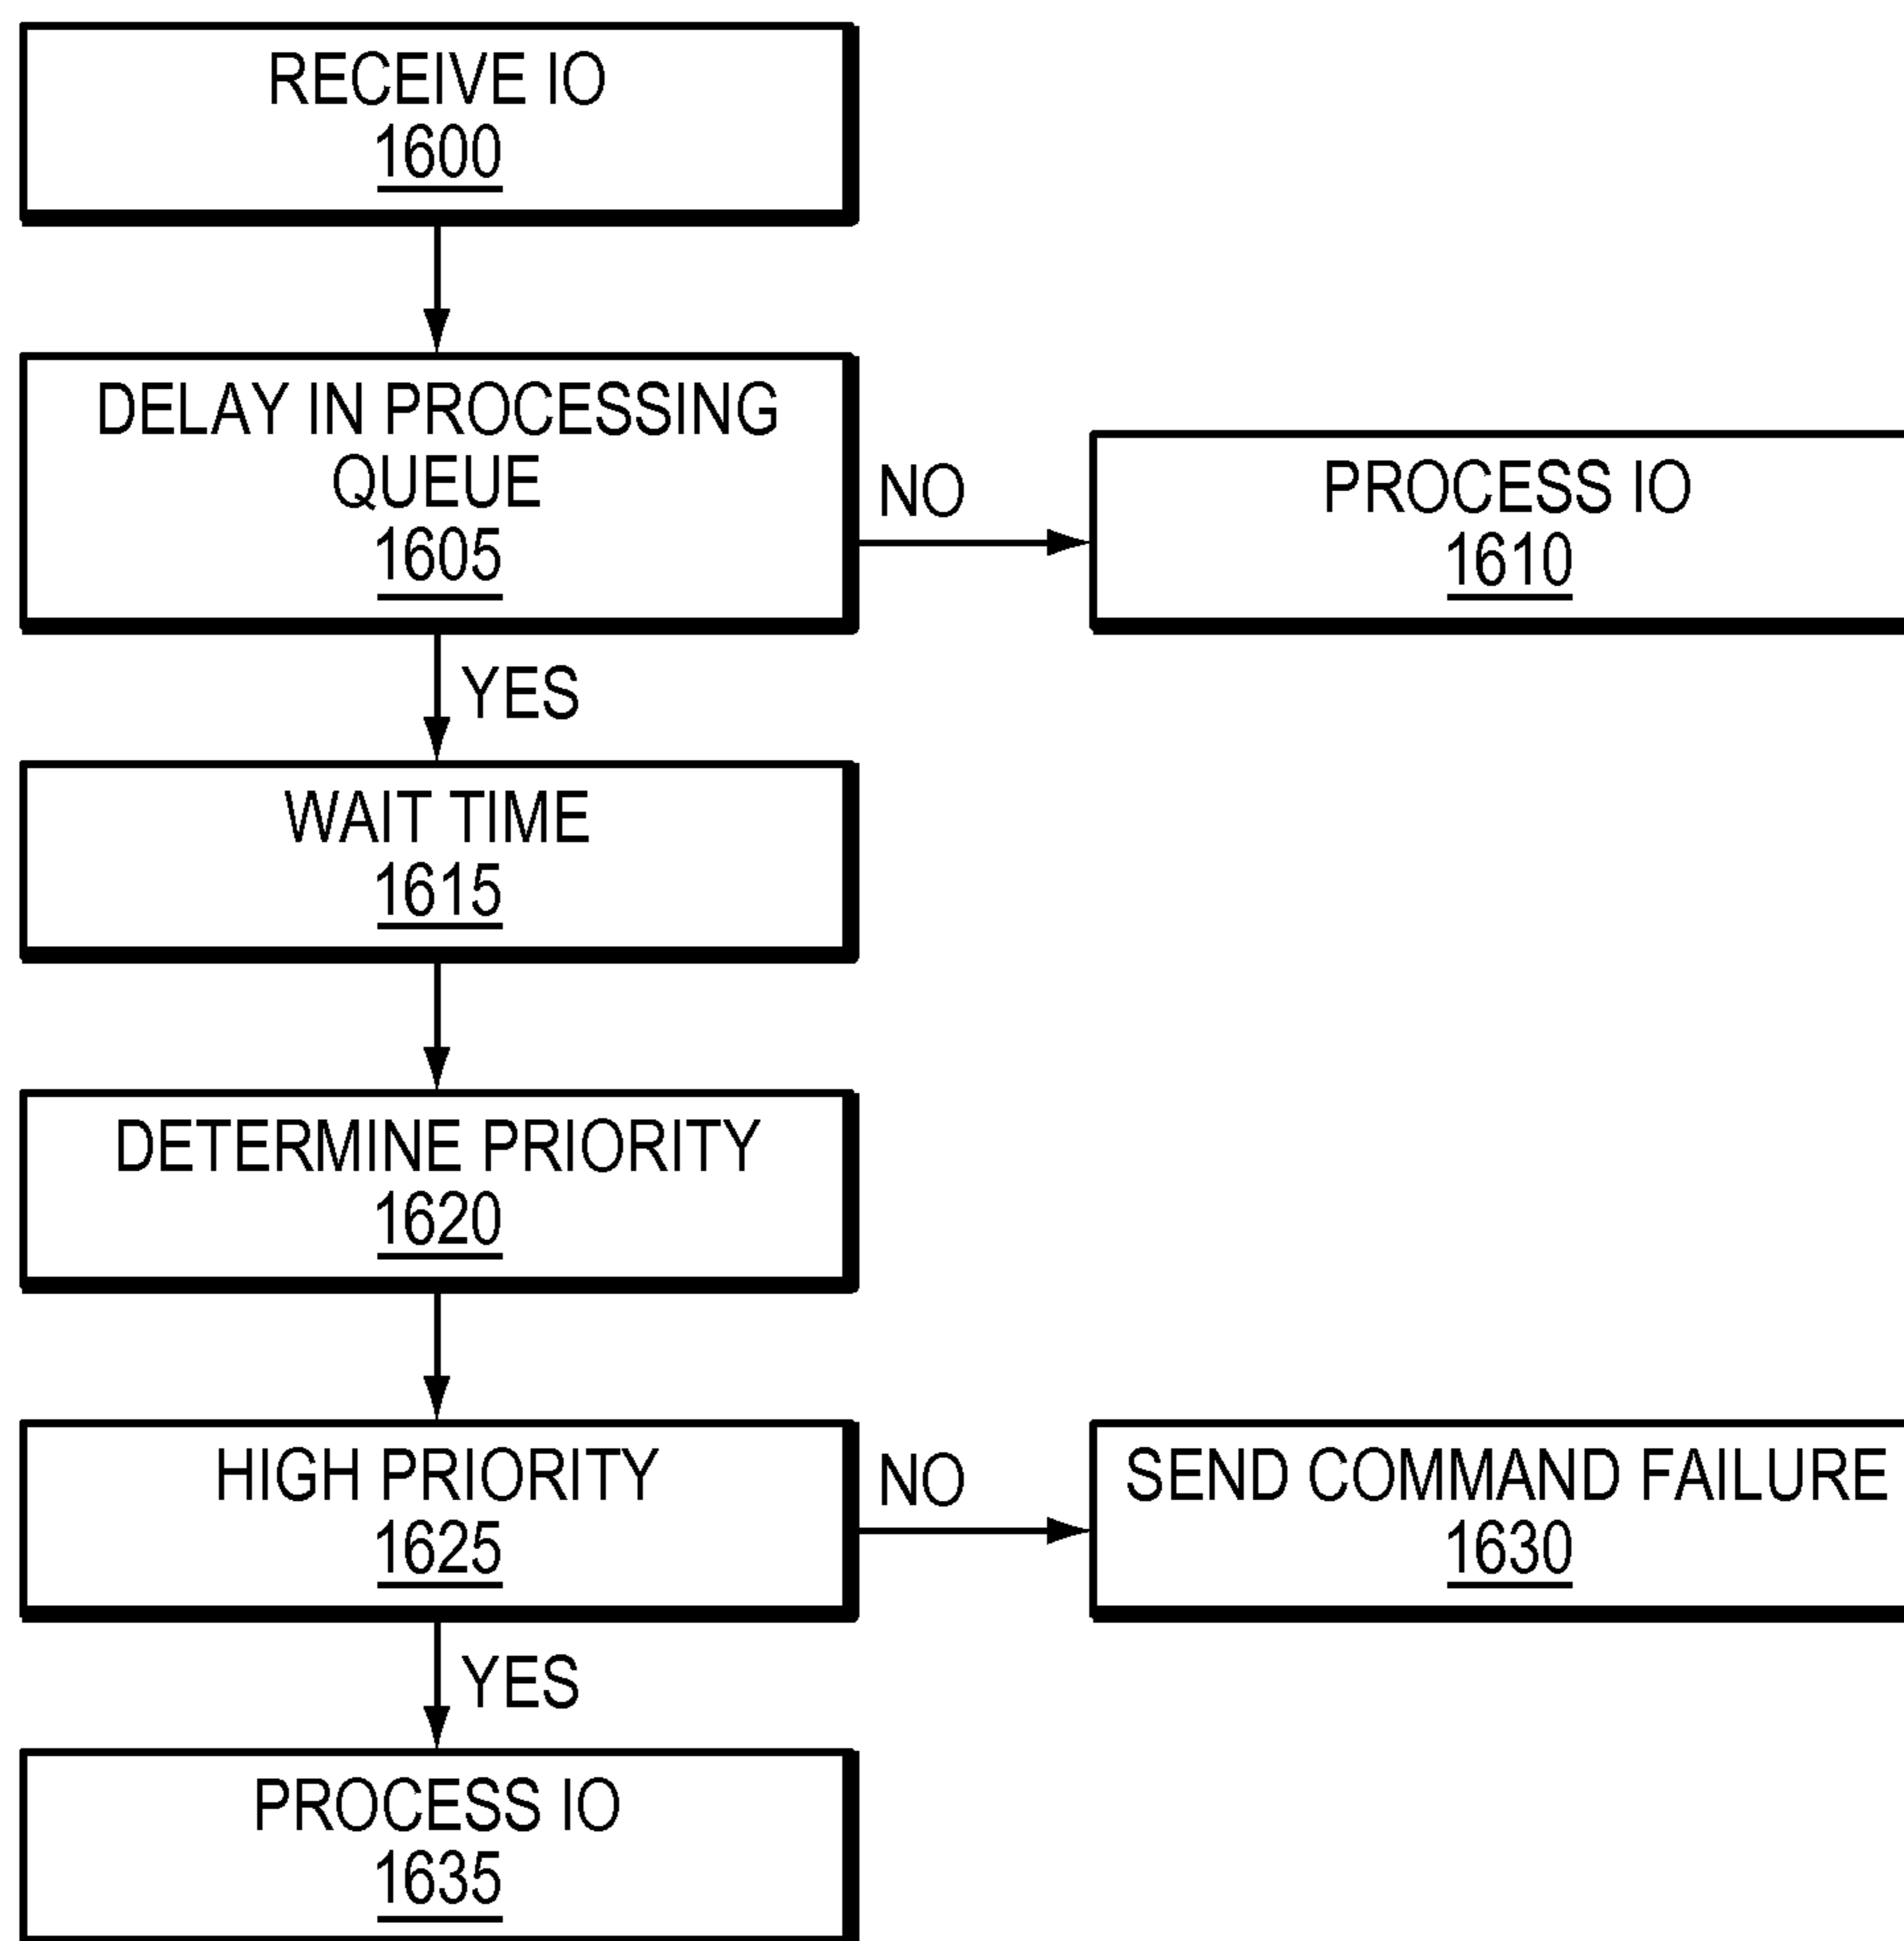 RECEIVE IO
1600
DELAY IN PROCESSING
QUEUE
1605
NO
PROCESS IO
1610
YES
WAIT TIME
1615
DETERMINE PRIORITY
1620
HIGH PRIORITY
1625
NO
SEND COMMAND FAILURE
1630
YES
PROCESS IO
1635